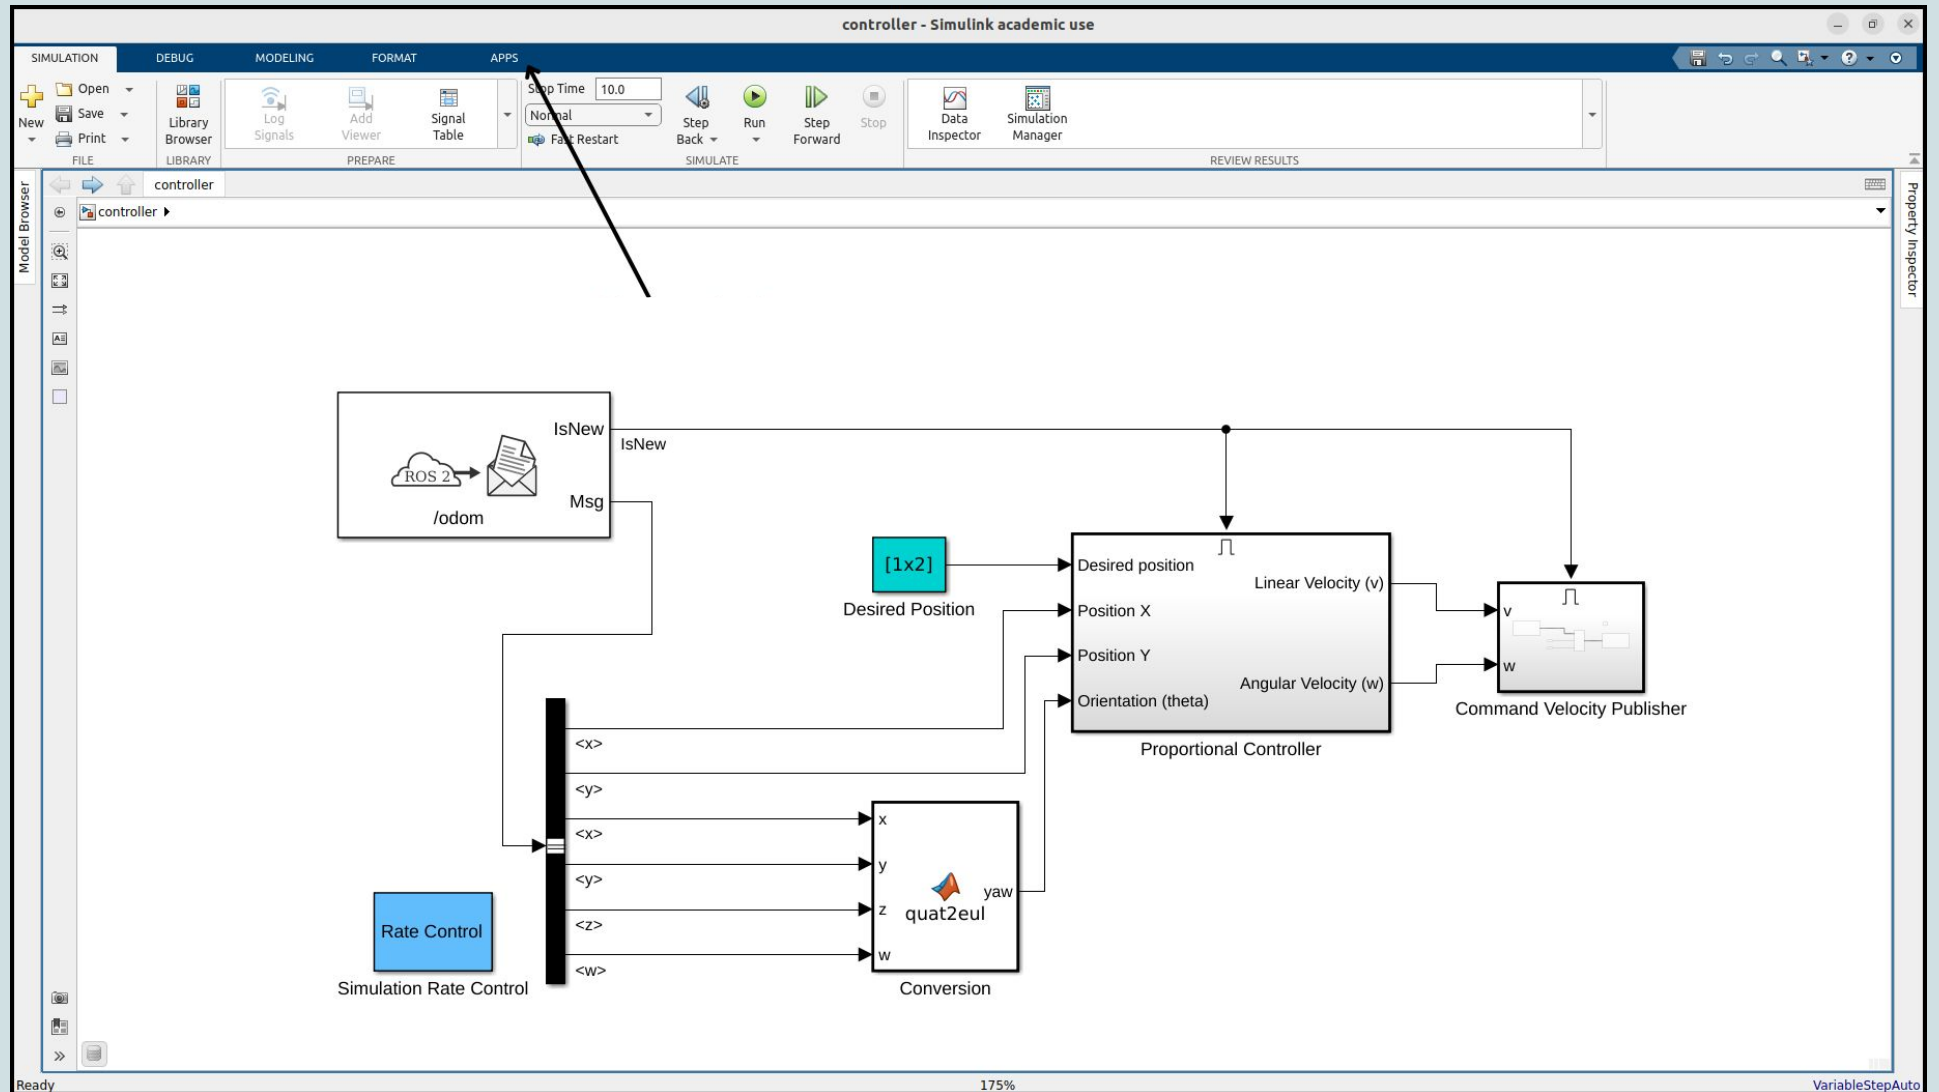 controller - Simulink academic use
SIMULATION DEBUG MODELING FORMAT APPS
New
Open
Save
Print
FILE
Library Browser
LIBRARY
Log Signals
Add Viewer
Signal Table
PREPARE
Stop Time 10.0
Normal
Fast Restart
Step Back
Run
Step Forward
Stop
SIMULATE
Data Inspector
Simulation Manager
REVIEW RESULTS
Model Browser
Property Inspector
controller
controller
IsNew
IsNew
ROS 2
Msg
/odom
[1x2]
Desired Position
Desired position
Position X
Position Y
Orientation (theta)
Linear Velocity (v)
Angular Velocity (w)
Proportional Controller
v
w
Command Velocity Publisher
<x>
<y>
<x>
<y>
<z>
<w>
x
y
z
w
yaw
quat2eul
Conversion
Rate Control
Simulation Rate Control
Ready
175%
VariableStepAuto